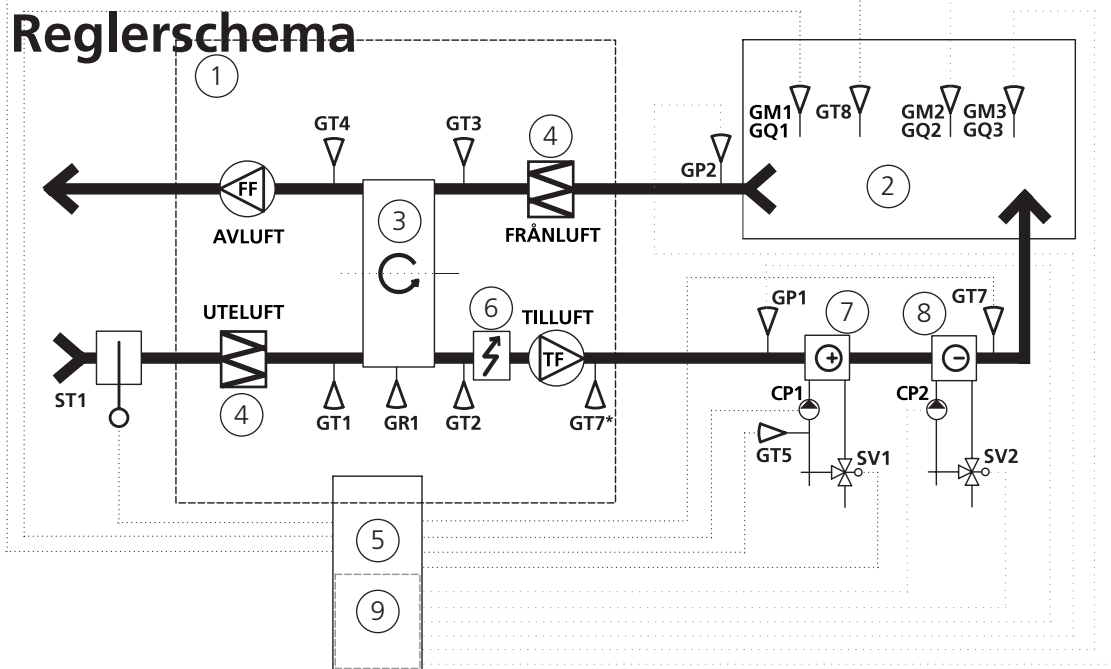 Reglerschema
1
GT4
GT3
4
GM1
GQ1
GT8
GM2
GQ2
GM3
GQ3
GP2
2
FF
3
AVLUFT
FRÅNLUFT
UTELUFT
6
TILLUFT
GP1
7
8
GT7
TF
ST1
4
GT1
GR1
GT2
GT7*
CP1
CP2
GT5
SV1
SV2
5
9